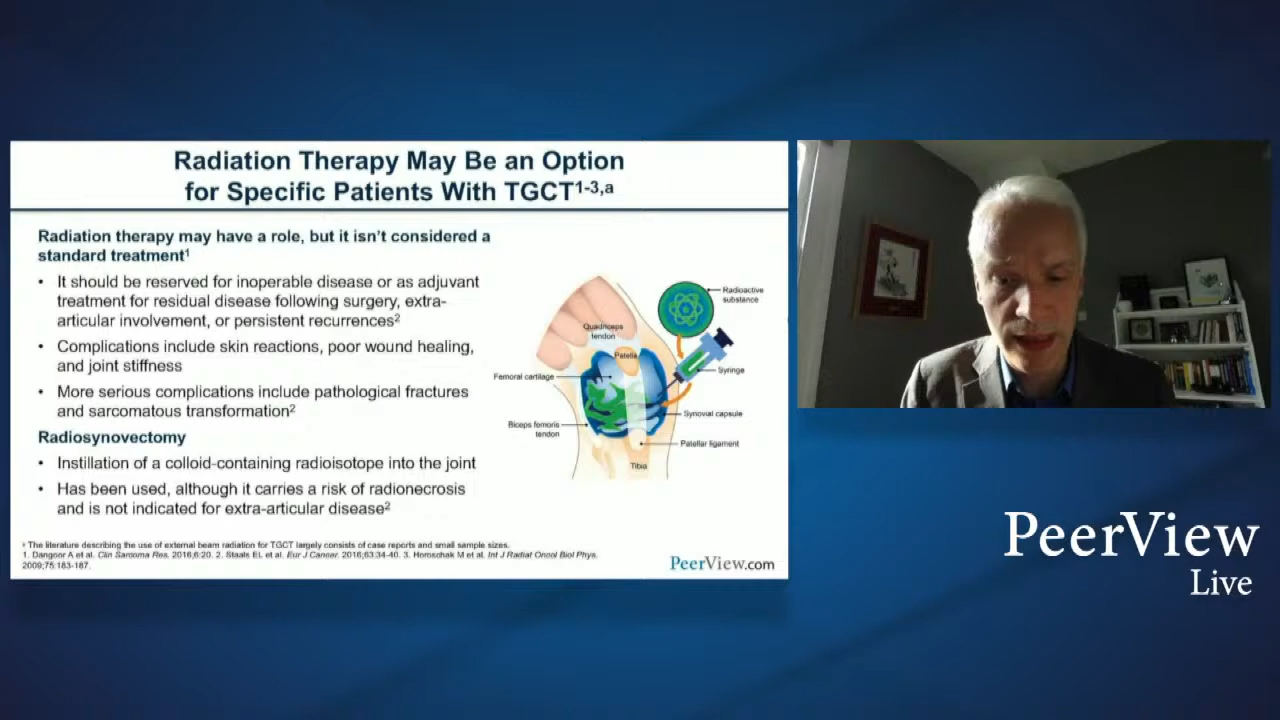 Radiation Therapy May Be an Option
for Specific Patients With TGCT1-3,a
Radiation therapy may have a role, but it isn't considered a
standard treatment1
• It should be reserved for inoperable disease or as adjuvant
treatment for residual disease following surgery, extra-
articular involvement, or persistent recurrences2
• Complications include skin reactions, poor wound healing,
and joint stiffness
• More serious complications include pathological fractures
and sarcomatous transformation2
Radiosynovectomy
• Instillation of a colloid-containing radioisotope into the joint
• Has been used, although it carries a risk of radionecrosis
and is not indicated for extra-articular disease2
Radioactive
substance
Quadriceps
tendon
Patella
Syringe
Femoral cartilage
Synovial capsule
Biceps femoris
tendon
Patellar ligament
Tibia
a The literature describing the use of external beam radiation for TGCT largely consists of case reports and small sample sizes.
1. Dangoor A et al. Clin Sarcoma Res. 2016;6:20. 2. Staals EL et al. Eur J Cancer. 2016;63:34-40. 3. Horoschak M et al. Int J Radiat Oncol Biol Phys.
2009;75:183-187.
PeerView.com
PeerView
Live